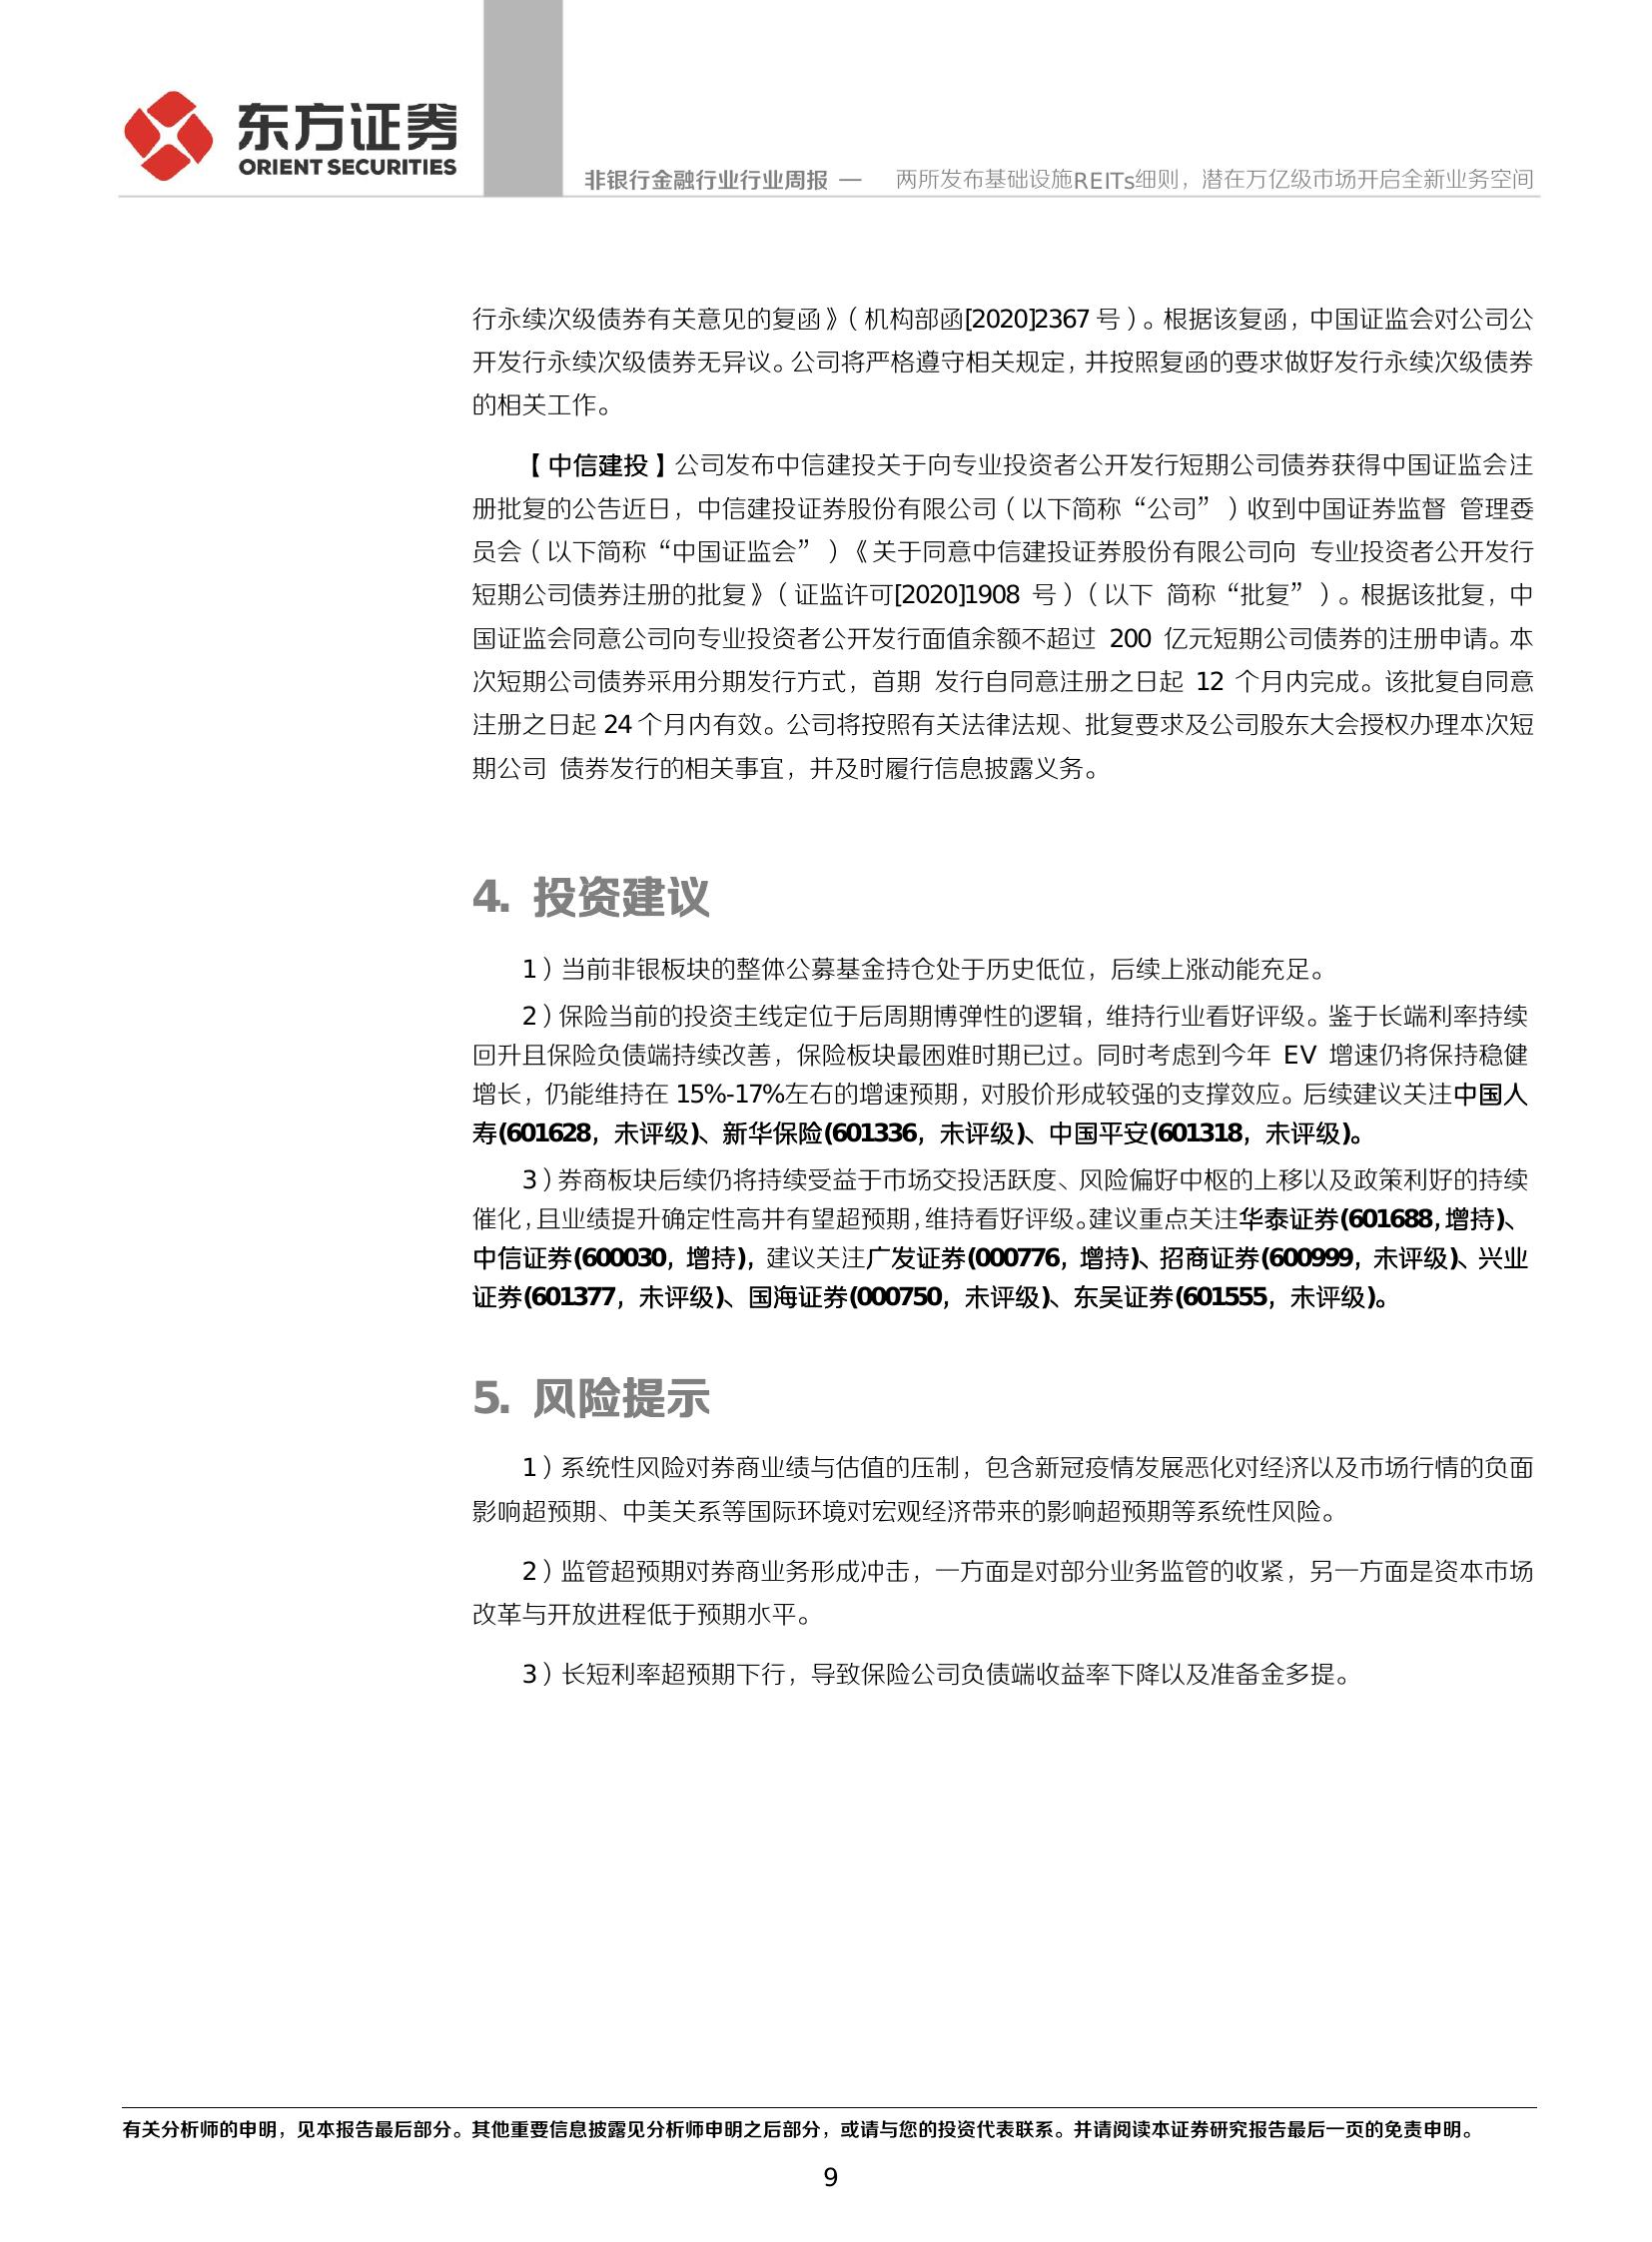 东方证券
ORIENT SECURITIES
非银行金融行业行业周报 — 两所发布基础设施REITs细则，潜在万亿级市场开启全新业务空间
行永续次级债券有关意见的复函》（机构部函[2020]2367 号）。根据该复函，中国证监会对公司公
开发行永续次级债券无异议。公司将严格遵守相关规定，并按照复函的要求做好发行永续次级债券
的相关工作。
【中信建投】公司发布中信建投关于向专业投资者公开发行短期公司债券获得中国证监会注
册批复的公告近日，中信建投证券股份有限公司（以下简称“公司” ）收到中国证券监督 管理委
员会（以下简称“中国证监会” ）《关于同意中信建投证券股份有限公司向 专业投资者公开发行
短期公司债券注册的批复》（证监许可[2020]1908 号）（以下 简称“批复” ）。根据该批复，中
国证监会同意公司向专业投资者公开发行面值余额不超过 200 亿元短期公司债券的注册申请。本
次短期公司债券采用分期发行方式，首期 发行自同意注册之日起 12 个月内完成。该批复自同意
注册之日起 24 个月内有效。公司将按照有关法律法规、批复要求及公司股东大会授权办理本次短
期公司 债券发行的相关事宜，并及时履行信息披露义务。
4. 投资建议
1）当前非银板块的整体公募基金持仓处于历史低位，后续上涨动能充足。
2）保险当前的投资主线定位于后周期博弹性的逻辑，维持行业看好评级。鉴于长端利率持续
回升且保险负债端持续改善，保险板块最困难时期已过。同时考虑到今年 EV 增速仍将保持稳健
增长，仍能维持在 15%-17%左右的增速预期，对股价形成较强的支撑效应。后续建议关注中国人
寿(601628，未评级)、新华保险(601336，未评级)、中国平安(601318，未评级)。
3）券商板块后续仍将持续受益于市场交投活跃度、风险偏好中枢的上移以及政策利好的持续
催化，且业绩提升确定性高并有望超预期，维持看好评级。建议重点关注华泰证券(601688，增持)、
中信证券(600030，增持)，建议关注广发证券(000776，增持)、招商证券(600999，未评级)、兴业
证券(601377，未评级)、国海证券(000750，未评级)、东吴证券(601555，未评级)。
5. 风险提示
1）系统性风险对券商业绩与估值的压制，包含新冠疫情发展恶化对经济以及市场行情的负面
影响超预期、中美关系等国际环境对宏观经济带来的影响超预期等系统性风险。
2）监管超预期对券商业务形成冲击，一方面是对部分业务监管的收紧，另一方面是资本市场
改革与开放进程低于预期水平。
3）长短利率超预期下行，导致保险公司负债端收益率下降以及准备金多提。
有关分析师的申明，见本报告最后部分。其他重要信息披露见分析师申明之后部分，或请与您的投资代表联系。并请阅读本证券研究报告最后一页的免责申明。
9